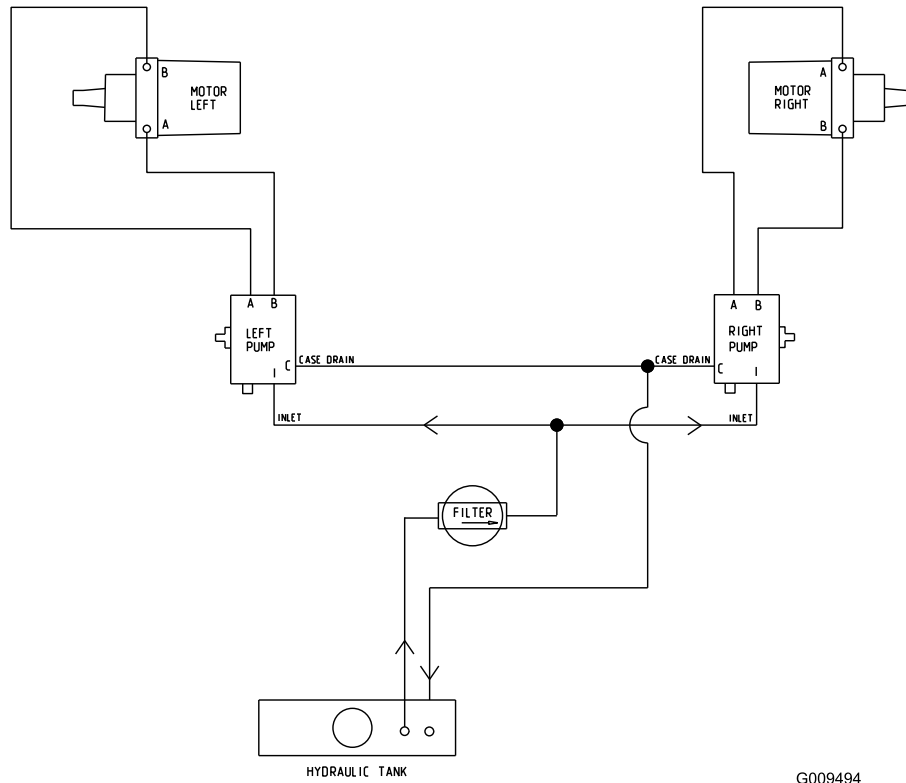 B
MOTOR
LEFT
A
A
MOTOR
RIGHT
B
A B
LEFT
PUMP
C
I
CASE DRAIN
INLET
A B
RIGHT
PUMP
C
I
CASE DRAIN
INLET
FILTER
HYDRAULIC TANK
G009494